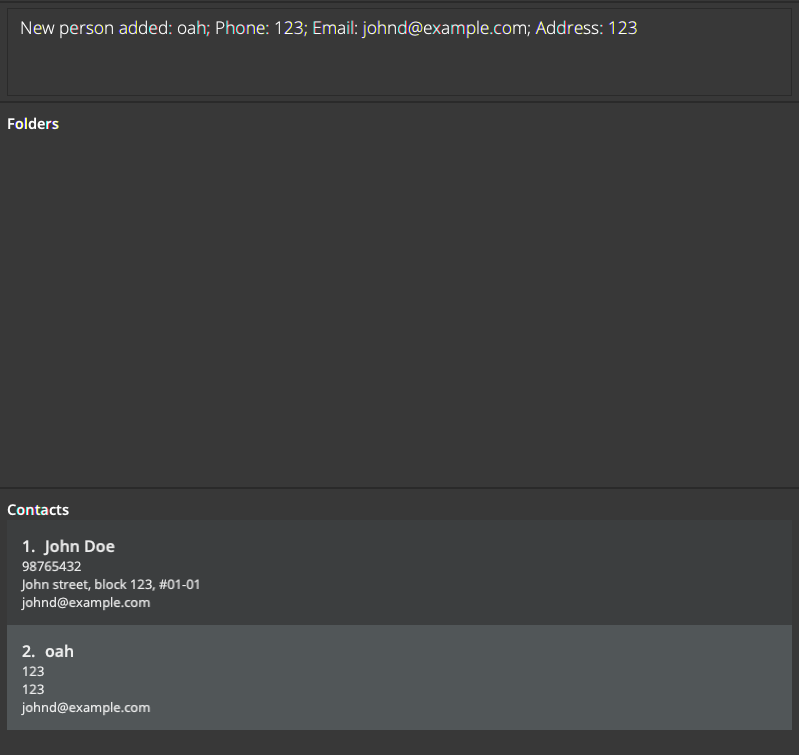 New person added: oah; Phone: 123; Email: johnd@example.com; Address: 123
Folders
Contacts
1. John Doe
98765432
John street, block 123, #01-01
johnd@example.com
2. oah
123
123
johnd@example.com